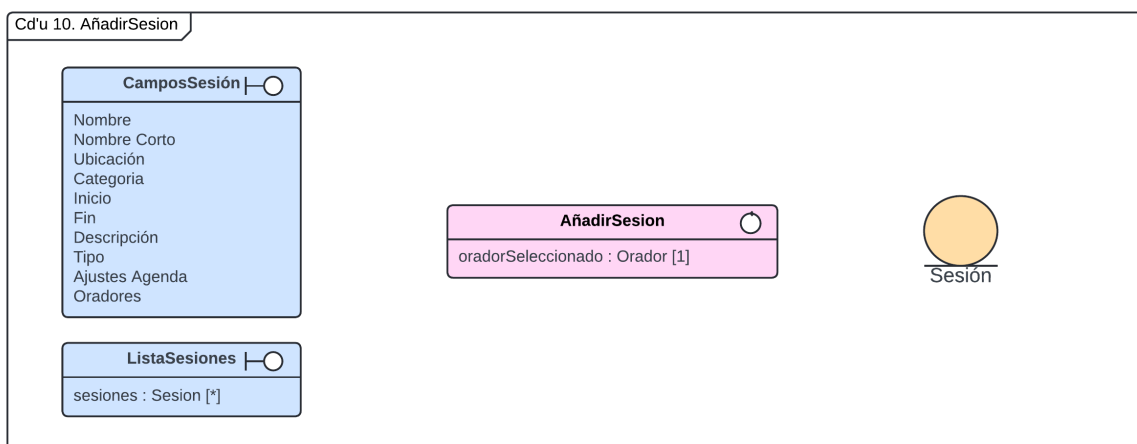 Cd'u 10. AñadirSesion
CamposSesión
Nombre
Nombre Corto
Ubicación
Categoria
Inicio
Fin
Descripción
Tipo
Ajustes Agenda
Oradores
AñadirSesion
oradorSeleccionado : Orador [1]
Sesión
ListaSesiones
sesiones : Sesion [*]